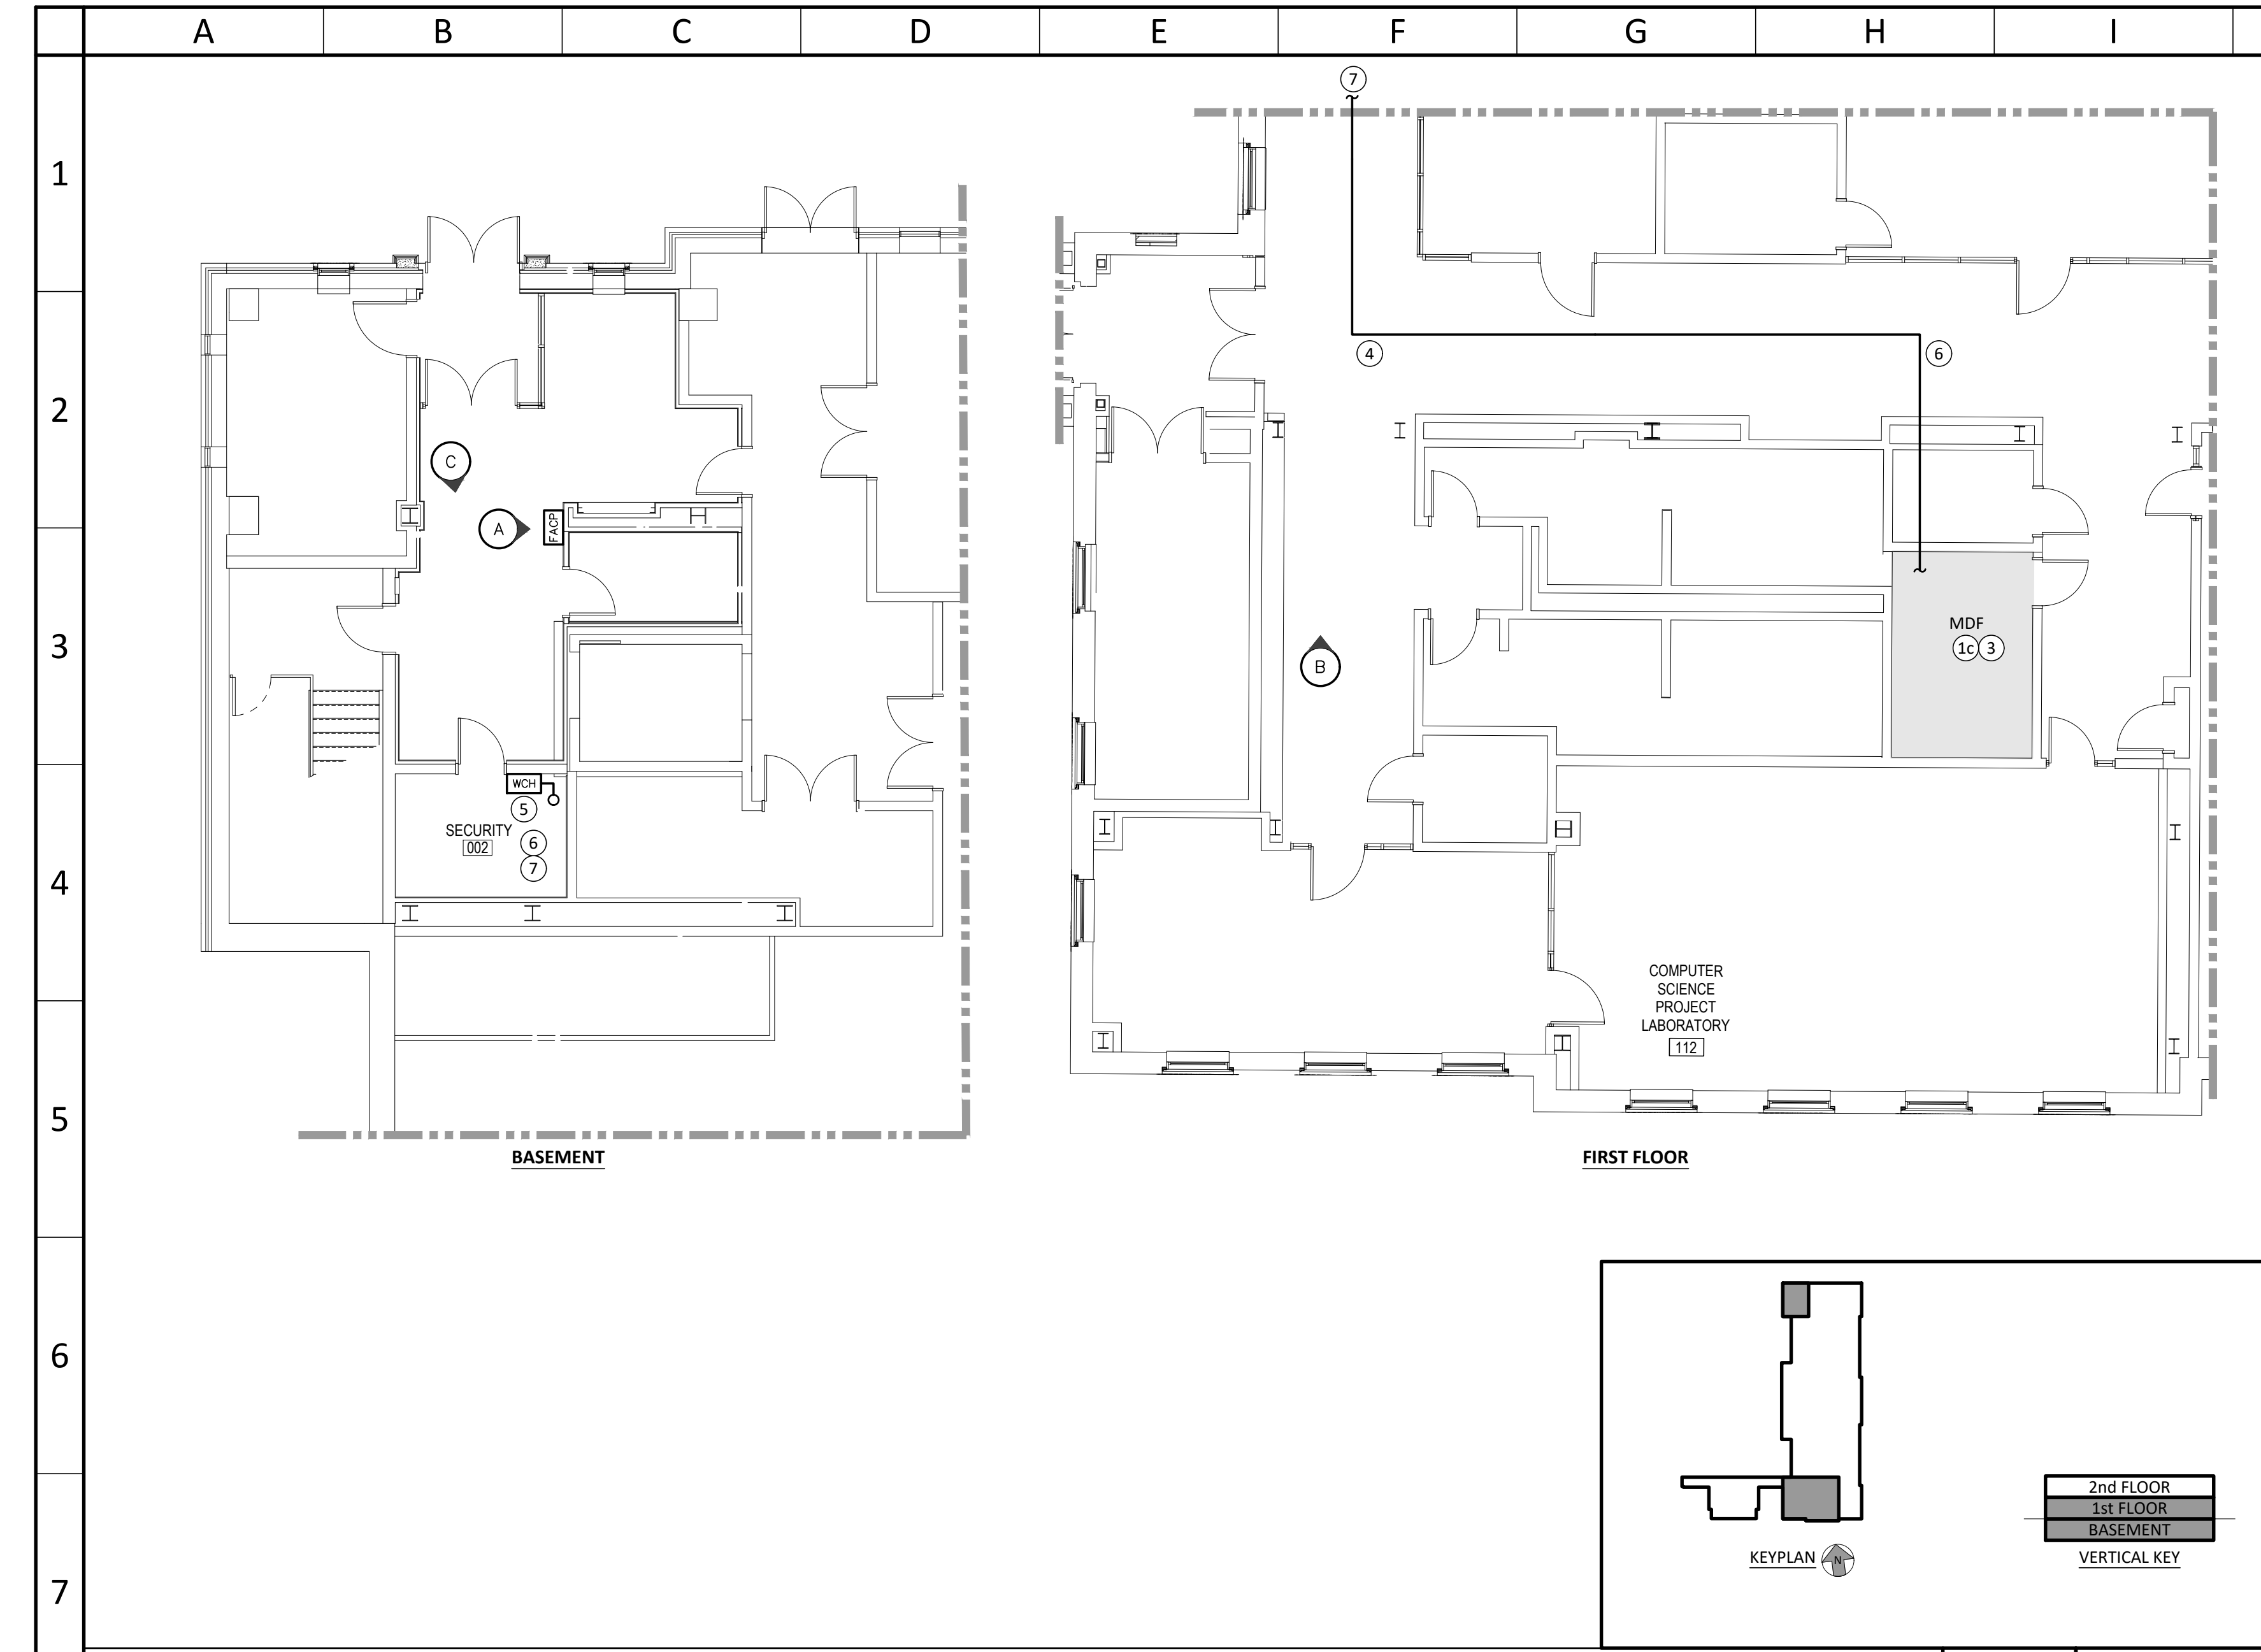 A B C D E F G H I
1
2
3
4
5
6
7
C
A
FACP
WCH
5
SECURITY
002
6
7
BASEMENT
7
4
6
MDF
1c 3
B
COMPUTER
SCIENCE
PROJECT
LABORATORY
112
FIRST FLOOR
KEYPLAN
N
2nd FLOOR
1st FLOOR
BASEMENT
VERTICAL KEY